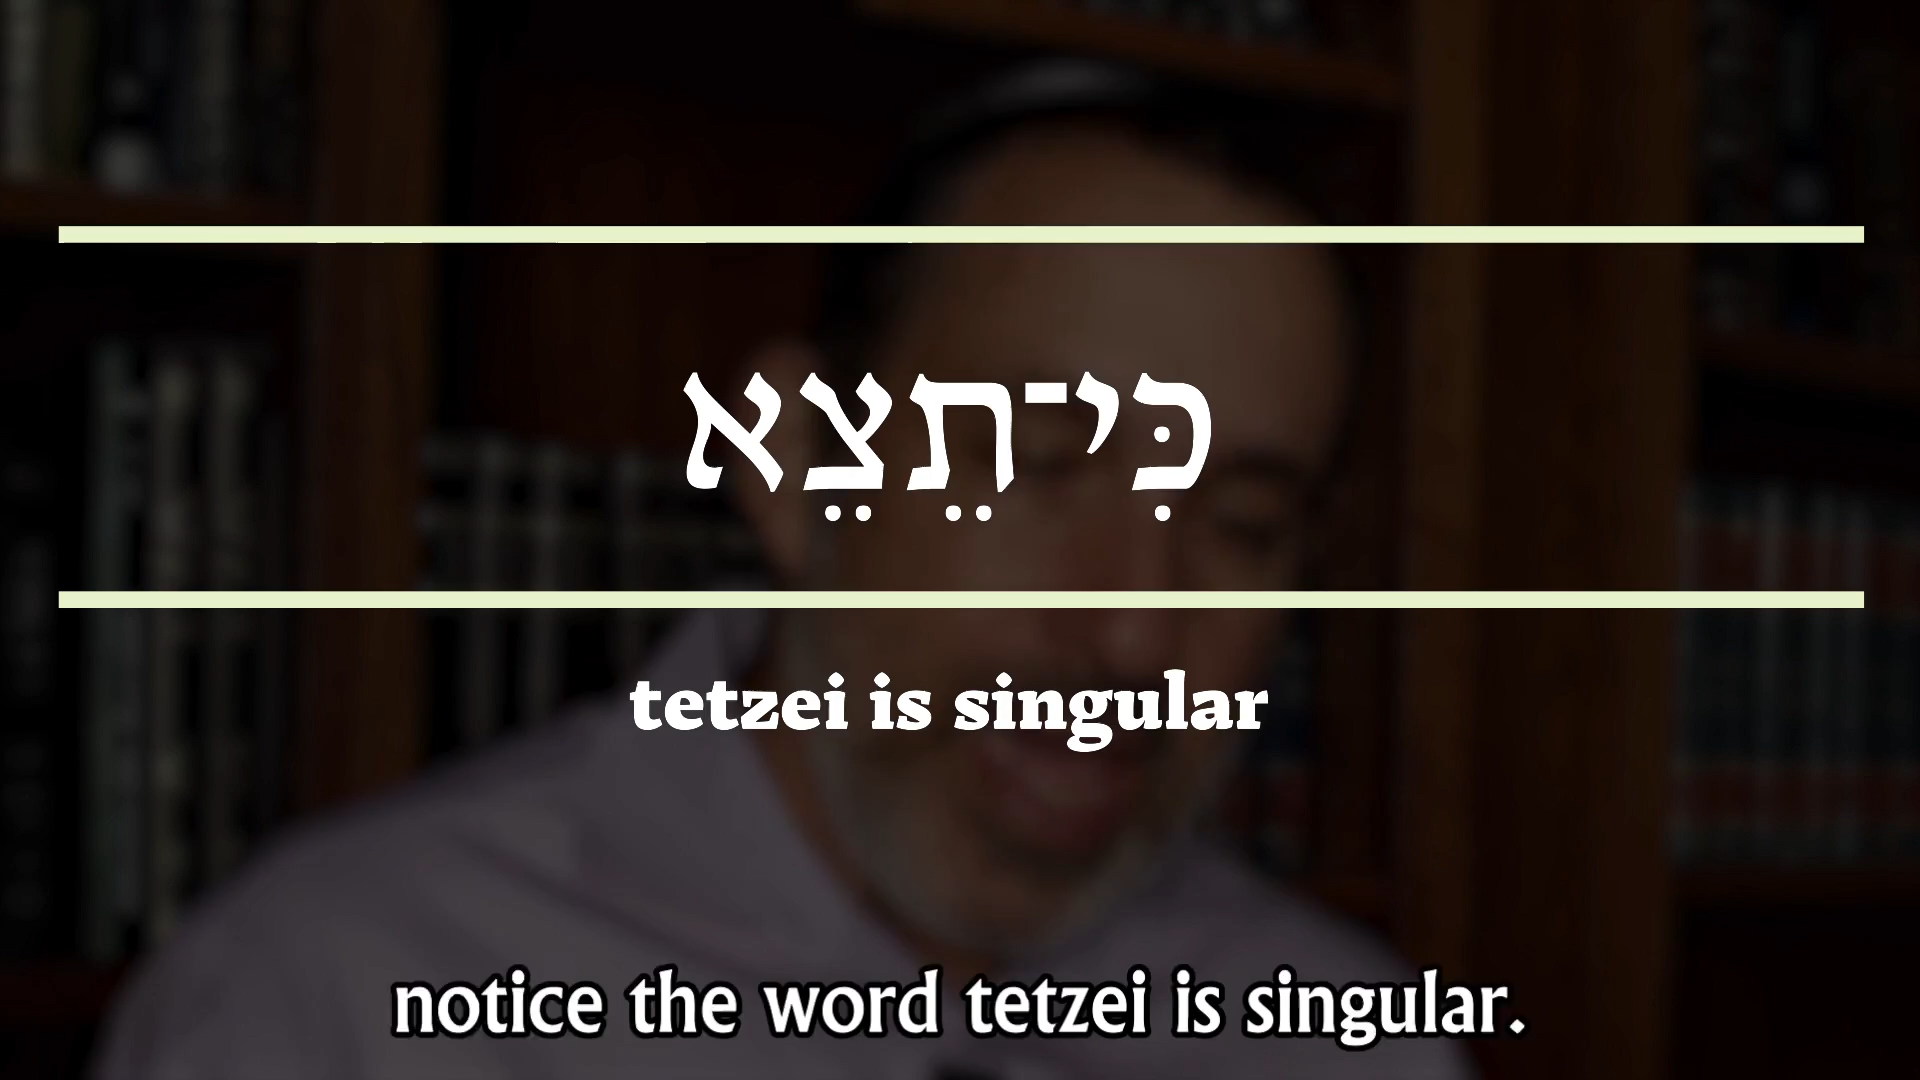 כִּי־תֵצֵא
tetzei is singular
notice the word tetzei is singular.